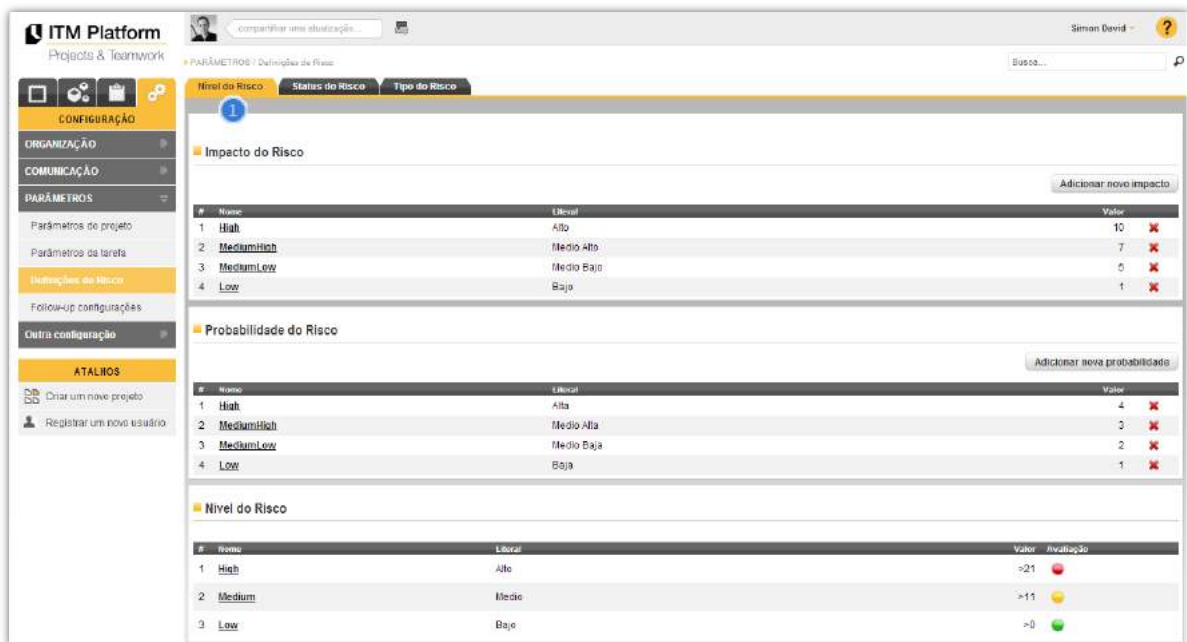 ITM Platform
Projects & Teamwork
compartilhar uma atualização...
Simon David
?
PARÂMETROS / Definições de Risco
Busca...
Nível do Risco
Status do Risco
Tipo do Risco
1
CONFIGURAÇÃO
ORGANIZAÇÃO
COMUNICAÇÃO
PARÂMETROS
Parâmetros do projeto
Parâmetros da tarefa
Definições do Risco
Follow-up configurações
Outra configuração
ATALHOS
Criar um novo projeto
Registrar um novo usuário
Impacto do Risco
Adicionar novo impacto
# Nome Literal Valor
1 High Alto 10
2 MediumHigh Medio Alto 7
3 MediumLow Medio Bajo 5
4 Low Bajo 1
Probabilidade do Risco
Adicionar nova probabilidade
# Nome Literal Valor
1 High Alta 4
2 MediumHigh Medio Alta 3
3 MediumLow Medio Baja 2
4 Low Baja 1
Nivel do Risco
# Nome Literal Valor Avaliação
1 High Alto >21
2 Medium Medio >11
3 Low Bajo >0